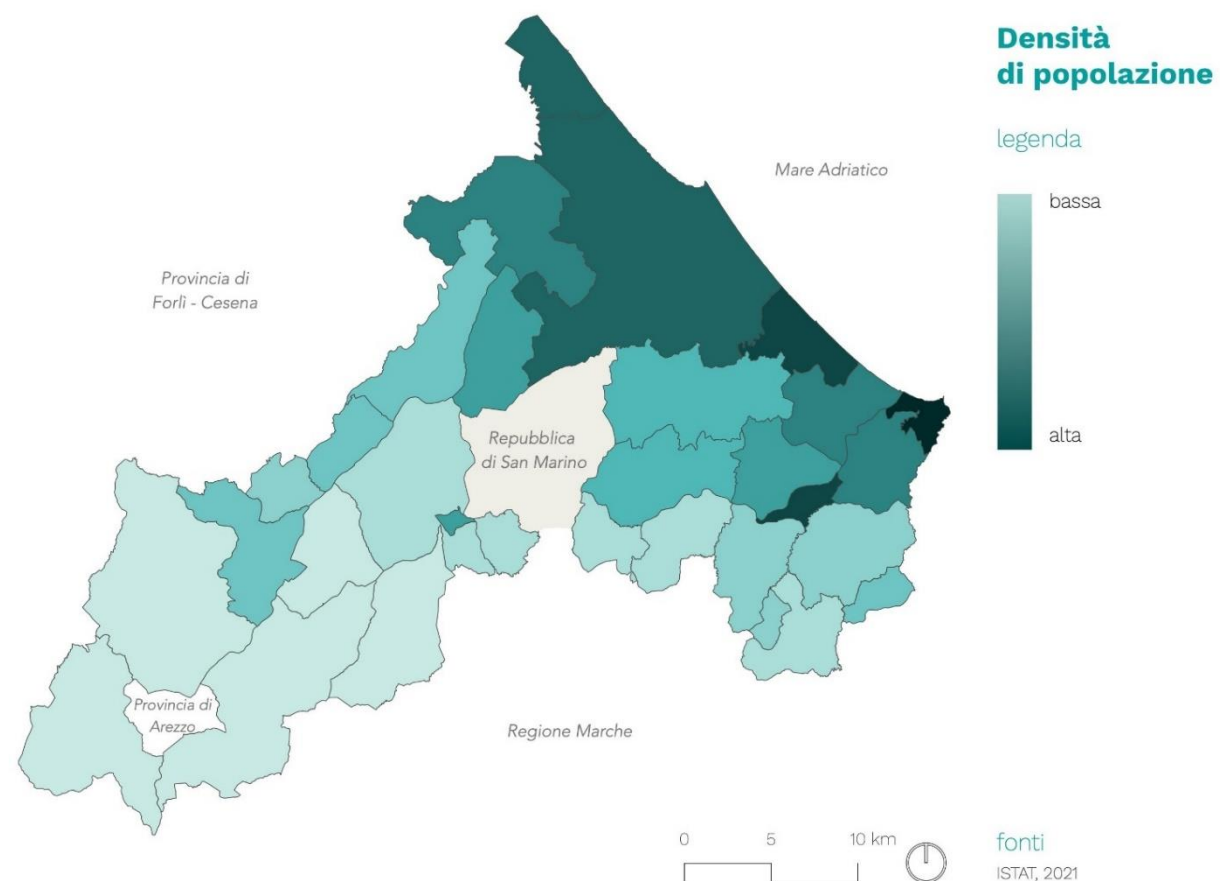 Densità
di popolazione
legenda
bassa
alta
Mare Adriatico
Provincia di
Forlì - Cesena
Repubblica
di San Marino
Provincia di
Arezzo
Regione Marche
0 5 10 km
fonti
ISTAT, 2021